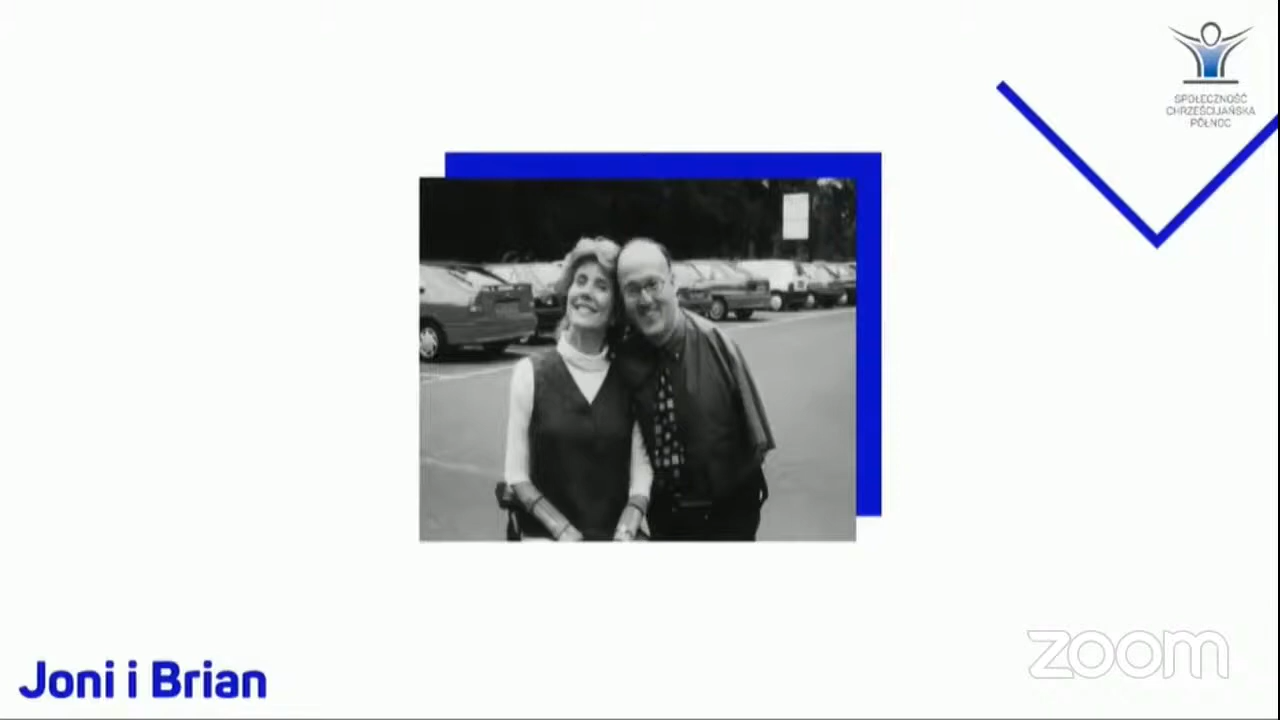 SPOŁECZNOŚĆ
CHRZEŚCIJAŃSKA
PÓŁNOC
Joni i Brian
zoom